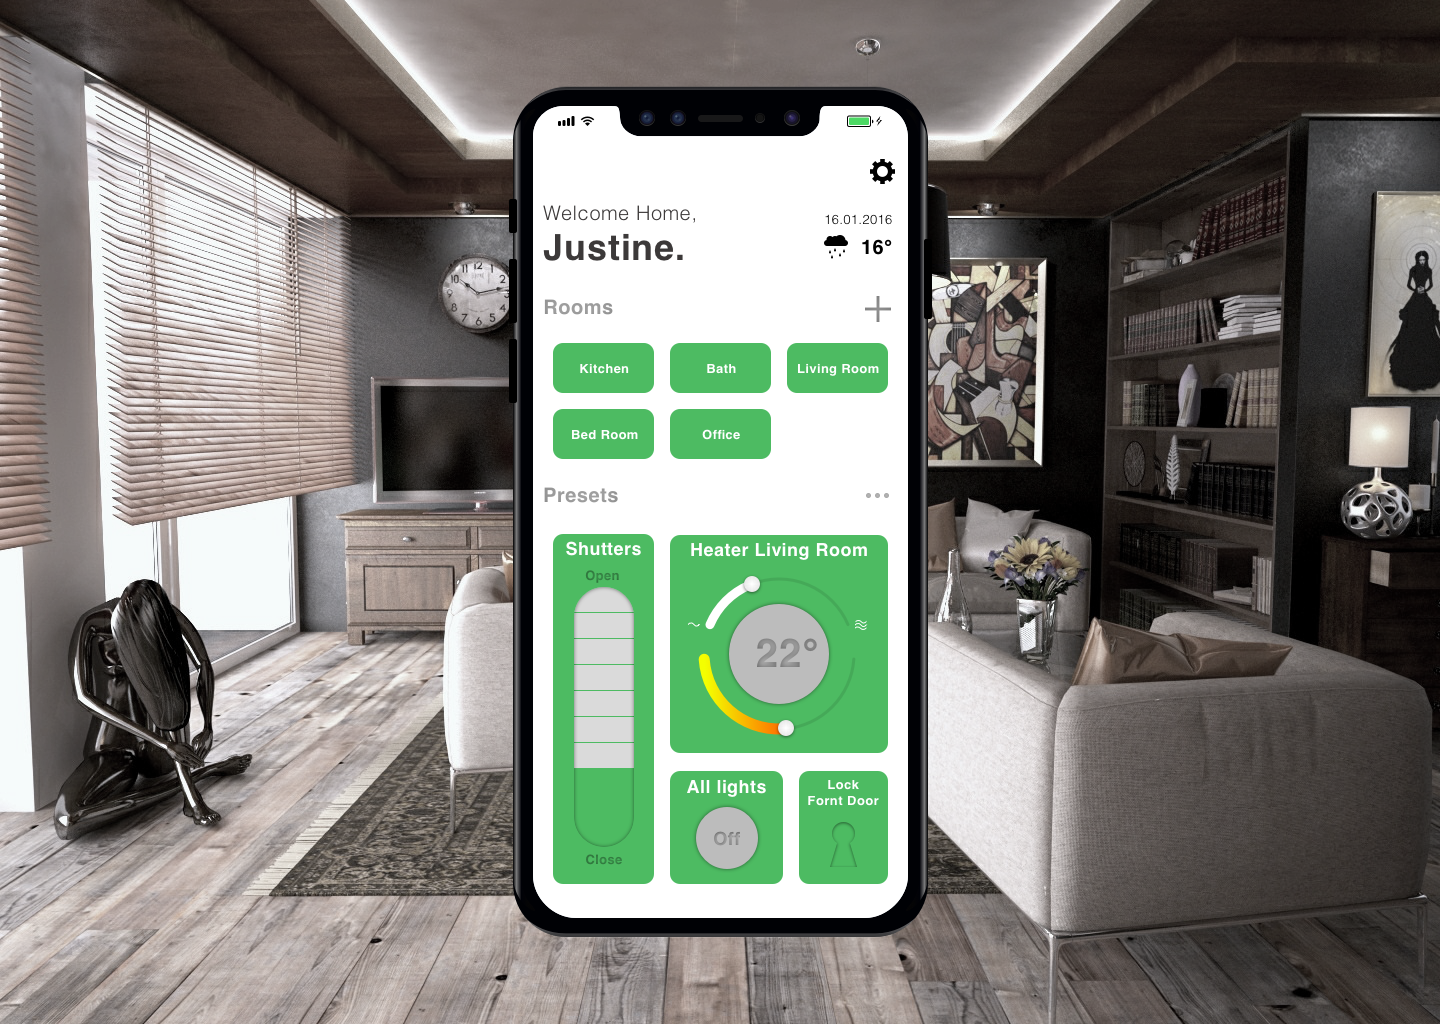 Welcome Home,
Justine.
16.01.2016
16°
Rooms
Kitchen
Bath
Living Room
Bed Room
Office
Presets
Shutters
Open
Close
Heater Living Room
22°
All lights
Off
Lock
Fornt Door